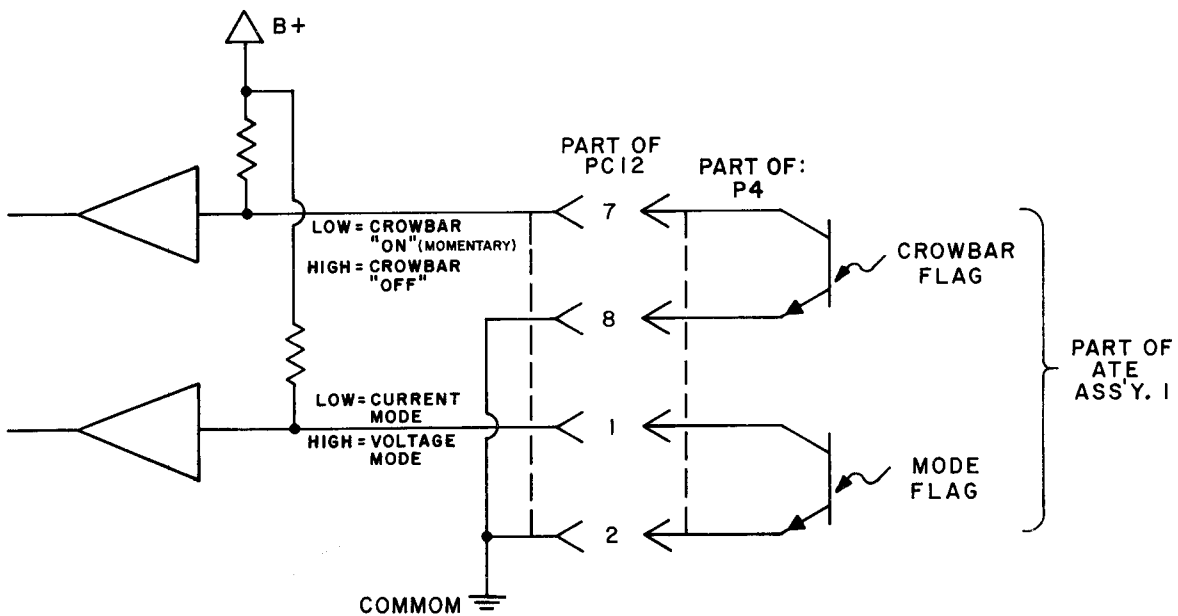 B+
PART OF
PC12
PART OF:
P4
7
LOW = CROWBAR
"ON" (MOMENTARY)
HIGH = CROWBAR
"OFF"
CROWBAR
FLAG
8
PART OF
ATE
ASS'Y. 1
LOW = CURRENT
MODE
1
HIGH = VOLTAGE
MODE
MODE
FLAG
2
COMMOM